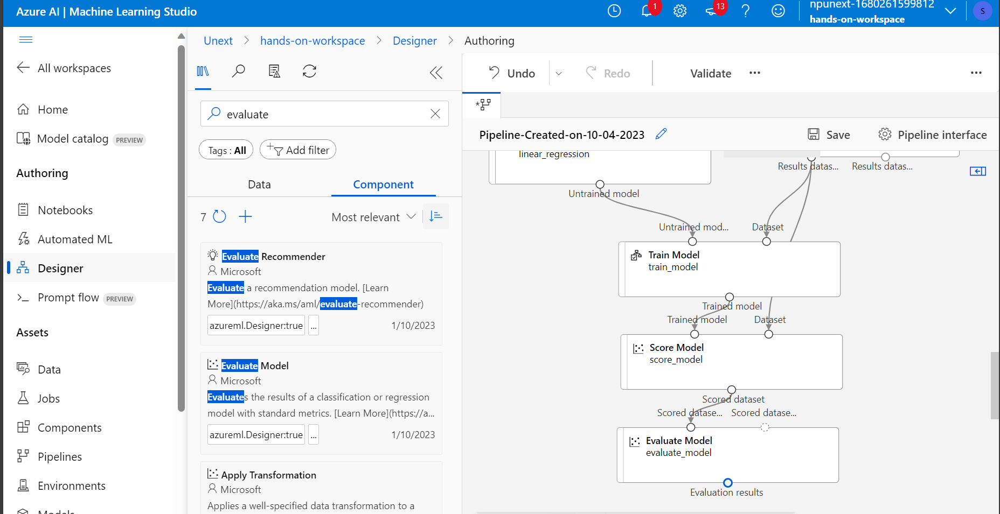 Azure AI | Machine Learning Studio
1
13
npunext-1680261599812
hands-on-workspace
S
All workspaces
Home
Model catalog PREVIEW
Authoring
Notebooks
Automated ML
Designer
Prompt flow PREVIEW
Assets
Data
Jobs
Components
Pipelines
Environments
Models
Unext > hands-on-workspace > Designer > Authoring
evaluate
Tags : All
Add filter
Data
Component
7
Most relevant
Evaluate Recommender
Microsoft
Evaluate a recommendation model. [Learn
More](https://aka.ms/aml/evaluate-recommender)
azureml.Designer:true
...
1/10/2023
Evaluate Model
Microsoft
Evaluates the results of a classification or regression
model with standard metrics. [Learn More](https://a...
azureml.Designer:true
...
1/10/2023
Apply Transformation
Microsoft
Applies a well-specified data transformation to a
Undo
Redo
Validate
Pipeline-Created-on-10-04-2023
Save
Pipeline interface
linear_regression
Results datas...
Results datas...
Untrained model
Untrained mod...
Dataset
Train Model
train_model
Trained model
Trained model
Dataset
Score Model
score_model
Scored dataset
Scored datase...
Scored datase...
Evaluate Model
evaluate_model
Evaluation results